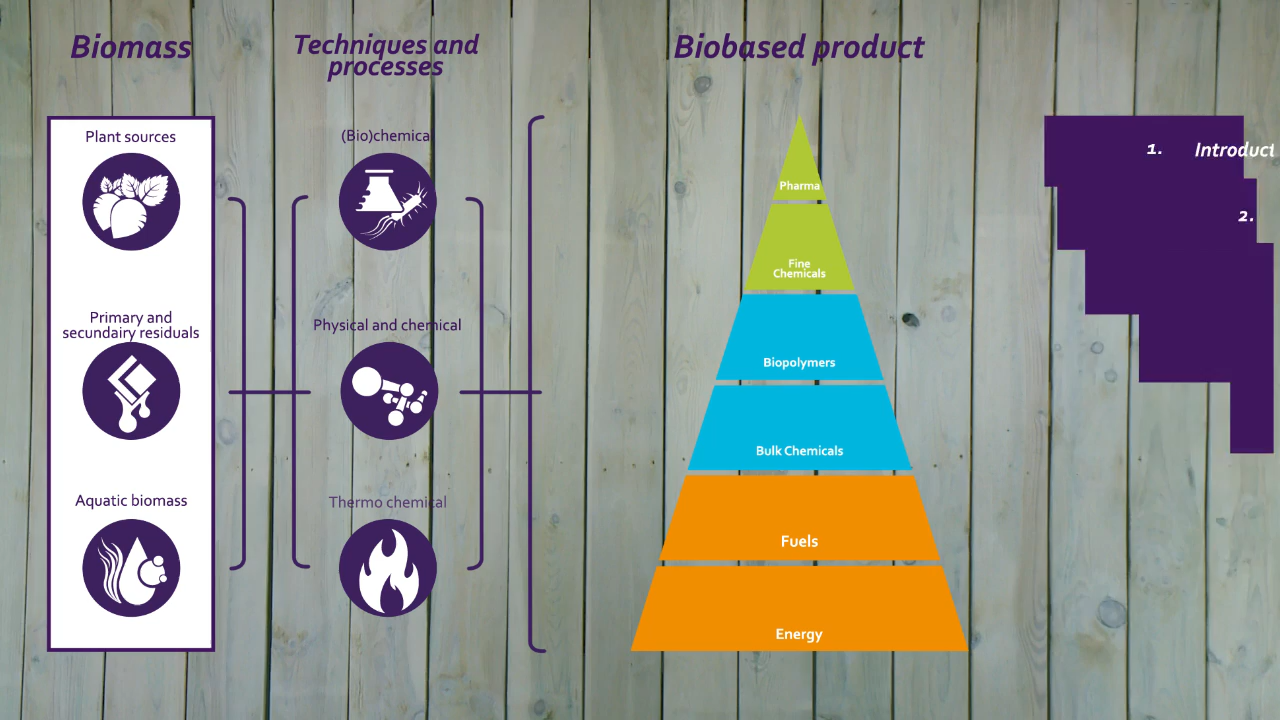 Biomass
Techniques and
processes
Biobased product
Plant sources
Primary and
secundairy residuals
Aquatic biomass
(Bio)chemical
Physical and chemical
Thermo chemical
Pharma
Fine
Chemicals
Biopolymers
Bulk Chemicals
Fuels
Energy
1. Introduct
2.